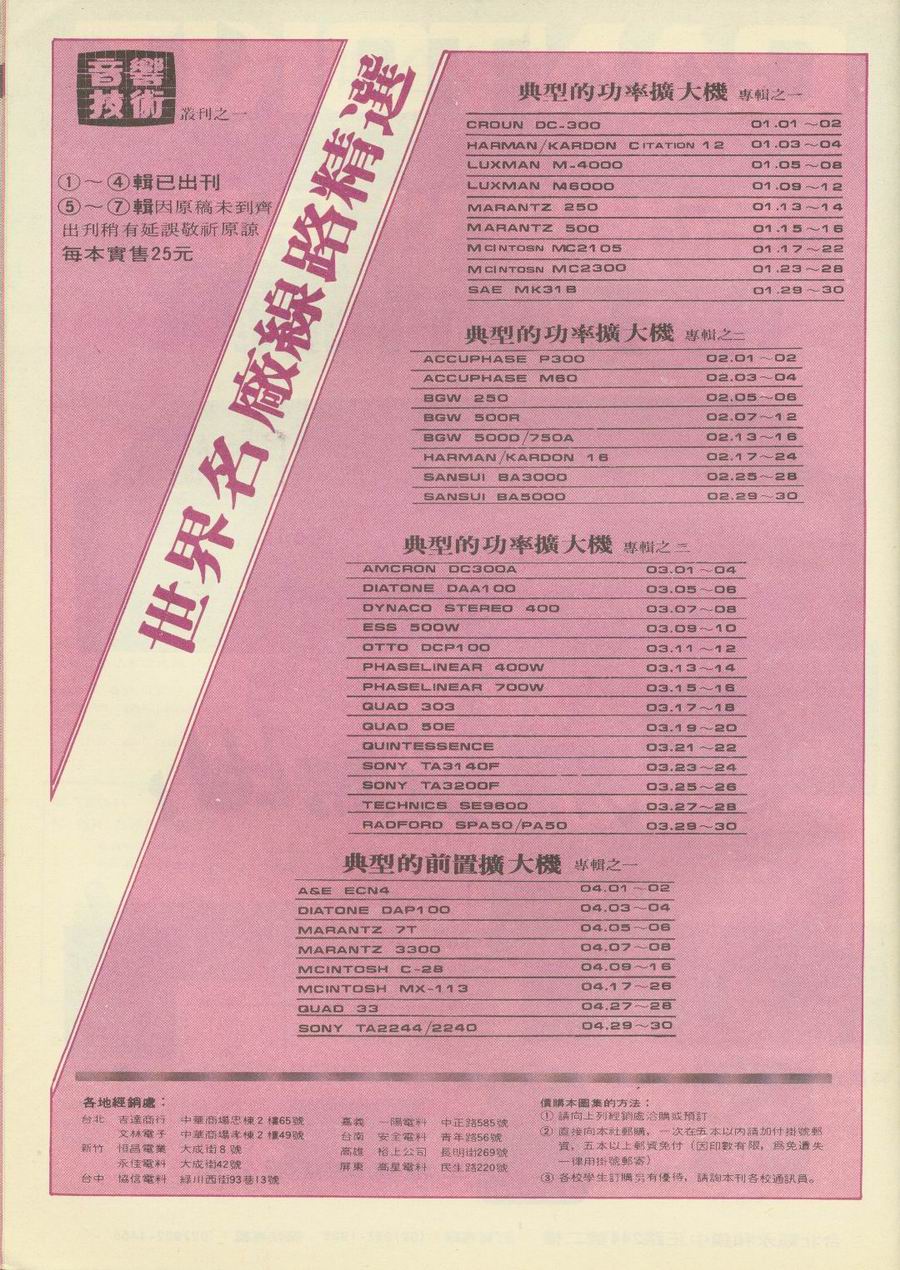 音響
技術
叢刊之一
①～④輯已出刊
⑤～⑦輯因原稿未到齊
出刋稍有延誤敬祈原諒
每本實售25元
世界名廠線路精選
典型的功率擴大機 專輯之一
CROUN DC-300 01.01～02
HARMAN/KARDON CITATION 12 01.03～04
LUXMAN M-4000 01.05～08
LUXMAN M6000 01.09～12
MARANTZ 250 01.13～14
MARANTZ 500 01.15～16
MCINTOSN MC2105 01.17～22
MCINTOSN MC2300 01.23～28
SAE MK31B 01.29～30
典型的功率擴大機 專輯之二
ACCUPHASE P300 02.01～02
ACCUPHASE M60 02.03～04
BGW 250 02.05～06
BGW 500R 02.07～12
BGW 500D/750A 02.13～16
HARMAN/KARDON 16 02.17～24
SANSUI BA3000 02.25～28
SANSUI BA5000 02.29～30
典型的功率擴大機 專輯之三
AMCRON DC300A 03.01～04
DIATONE DAA100 03.05～06
DYNACO STEREO 400 03.07～08
ESS 500W 03.09～10
OTTO DCP100 03.11～12
PHASELINEAR 400W 03.13～14
PHASELINEAR 700W 03.15～16
QUAD 303 03.17～18
QUAD 50E 03.19～20
QUINTESSENCE 03.21～22
SONY TA3140F 03.23～24
SONY TA3200F 03.25～26
TECHNICS SE9600 03.27～28
RADFORD SPA50/PA50 03.29～30
典型的前置擴大機 專輯之一
A&E ECN4 04.01～02
DIATONE DAP100 04.03～04
MARANTZ 7T 04.05～06
MARANTZ 3300 04.07～08
MCINTOSH C-28 04.09～16
MCINTOSH MX-113 04.17～26
QUAD 33 04.27～28
SONY TA2244/2240 04.29～30
各地經銷處：
台北 吉達商行 中華商場忠棟2樓65號
文林電子 中華商場孝棟2樓49號
新竹 恒昌電業 大成街8號
永佳電料 大成街42號
台中 協信電料 綠川西街93巷13號
嘉義 一陽電料 中正路585號
台南 安全電料 青年路56號
高雄 裕上公司 長明街269號
屏東 高星電料 民生路220號
價購本圖集的方法：
① 請向上列經銷處洽購或預訂
② 直接向本社郵購，一次在五本以內請加付掛號郵
資，五本以上郵資免付（因印數有限，爲免遺失
一律用掛號郵寄）
③ 各校學生訂購另有優待，請詢本刊各校通訊員。